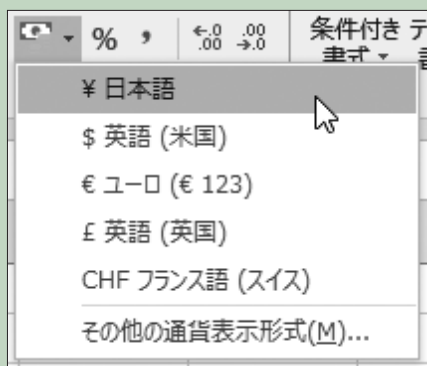 % , ←.0 .00 .00 →.0 条件付き
書式
¥ 日本語
$ 英語 (米国)
€ ユーロ (€ 123)
£ 英語 (英国)
CHF フランス語 (スイス)
その他の通貨表示形式(M)...